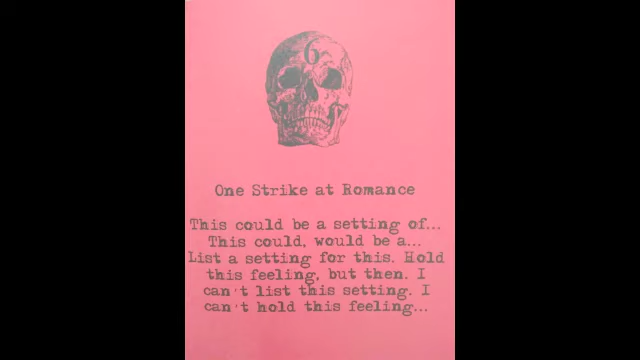 6
One Strike at Romance
This could be a setting of...
This could, would be a...
List a setting for this. Hold
this feeling, but then. I
can't list this setting. I
can't hold this feeling...